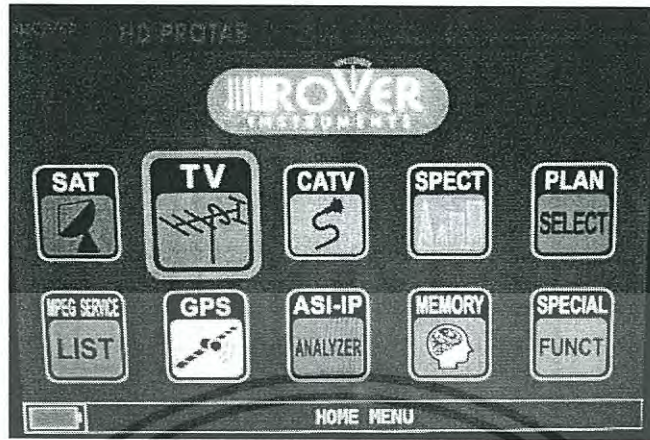 HD PROTAB
ROVER
INSTRUMENTS
SAT TV CATV SPECT PLAN
SELECT
MPEG SERVICE GPS ASI-IP MEMORY SPECIAL
LIST ANALYZER FUNCT
HOME MENU